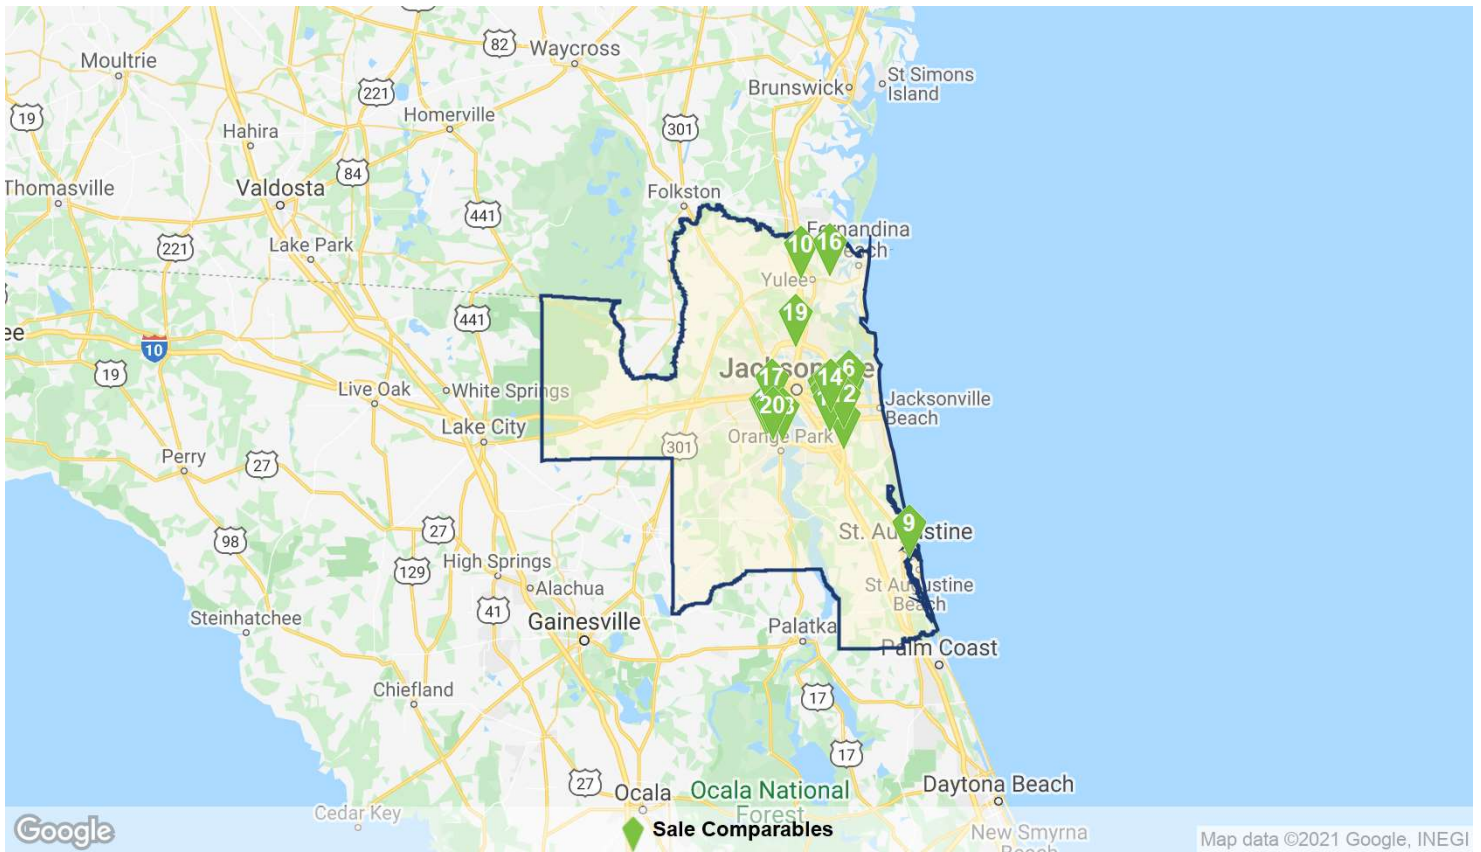 82
Waycross
Moultrie
St Simons
Island
Brunswick
221
19
Homerville
Hahira
301
84
Thomasville
Valdosta
Folkston
441
221
Lake Park
Fernandina
10
16
Yulee
19
441
10
19
Live Oak
White Springs
Jacksonville
6
17
14
2
20
Jacksonville
Beach
Lake City
Orange Park
301
Perry
27
9
St. Augustine
98
27
High Springs
129
Alachua
St Augustine
Beach
41
Steinhatchee
Gainesville
Palatka
Palm Coast
Chiefland
17
17
27
Ocala
Ocala National
Forest
Daytona Beach
Cedar Key
Google
Sale Comparables
New Smyrna
Map data ©2021 Google, INEGI